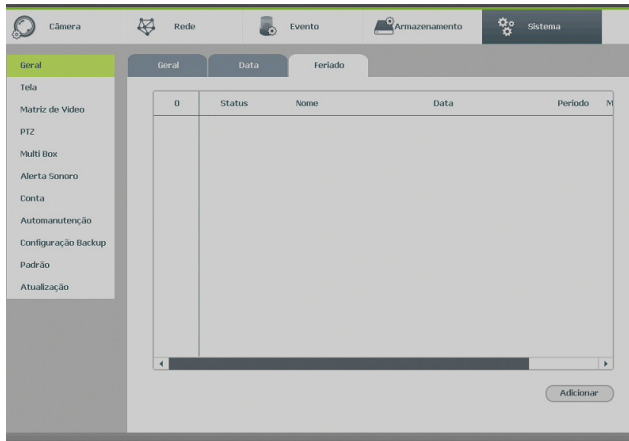 Câmera Rede Evento Armazenamento Sistema
Geral
Tela
Matriz de Vídeo
PTZ
Multi Box
Alerta Sonoro
Conta
Automanutenção
Configuração Backup
Padrão
Atualização
Geral Data Feriado
0 Status Nome Data Período M
Adicionar